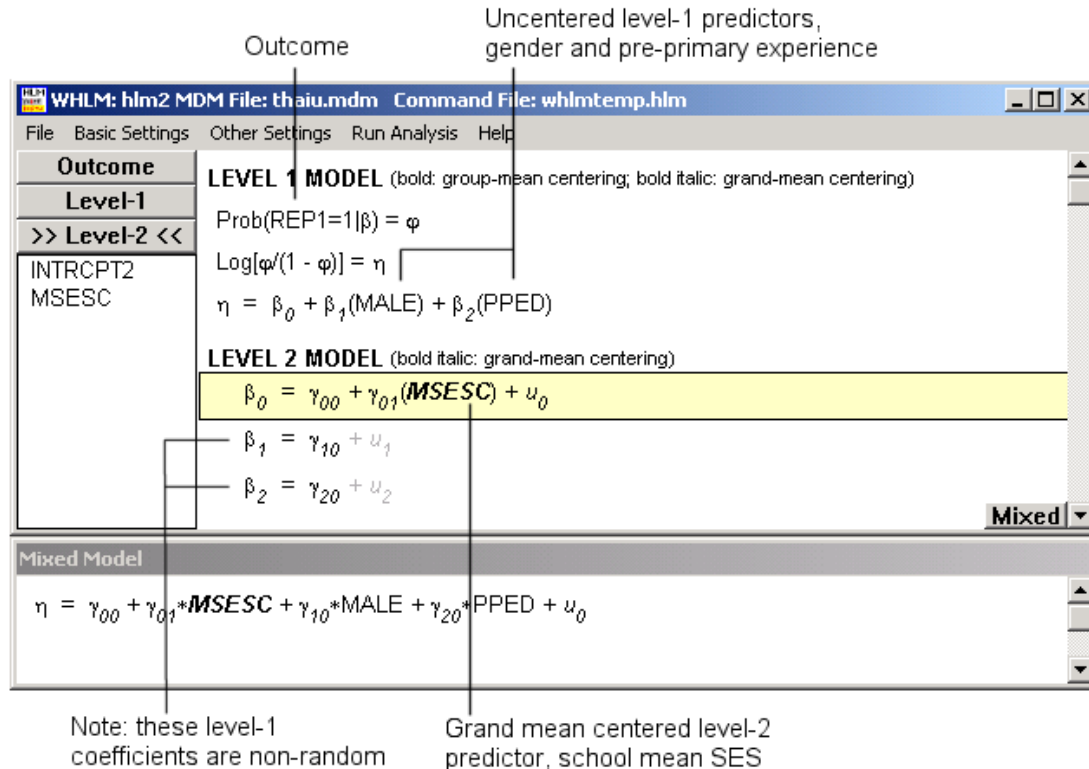 Uncentered level-1 predictors,
gender and pre-primary experience
Outcome
WHLM: hlm2 MDM File: thaiu.mdm Command File: whlmtemp.hlm
File Basic Settings Other Settings Run Analysis Help
Outcome
Level-1
>> Level-2 <<
INTRCPT2
MSESC
LEVEL 1 MODEL (bold: group-mean centering; bold italic: grand-mean centering)
Prob(REP1=1|β) = φ
Log[φ/(1 - φ)] = η
η = β0 + β1(MALE) + β2(PPED)
LEVEL 2 MODEL (bold italic: grand-mean centering)
β0 = γ00 + γ01(MSESC) + u0
β1 = γ10 + u1
β2 = γ20 + u2
Mixed
Mixed Model
η = γ00 + γ01*MSESC + γ10*MALE + γ20*PPED + u0
Note: these level-1
coefficients are non-random
Grand mean centered level-2
predictor, school mean SES